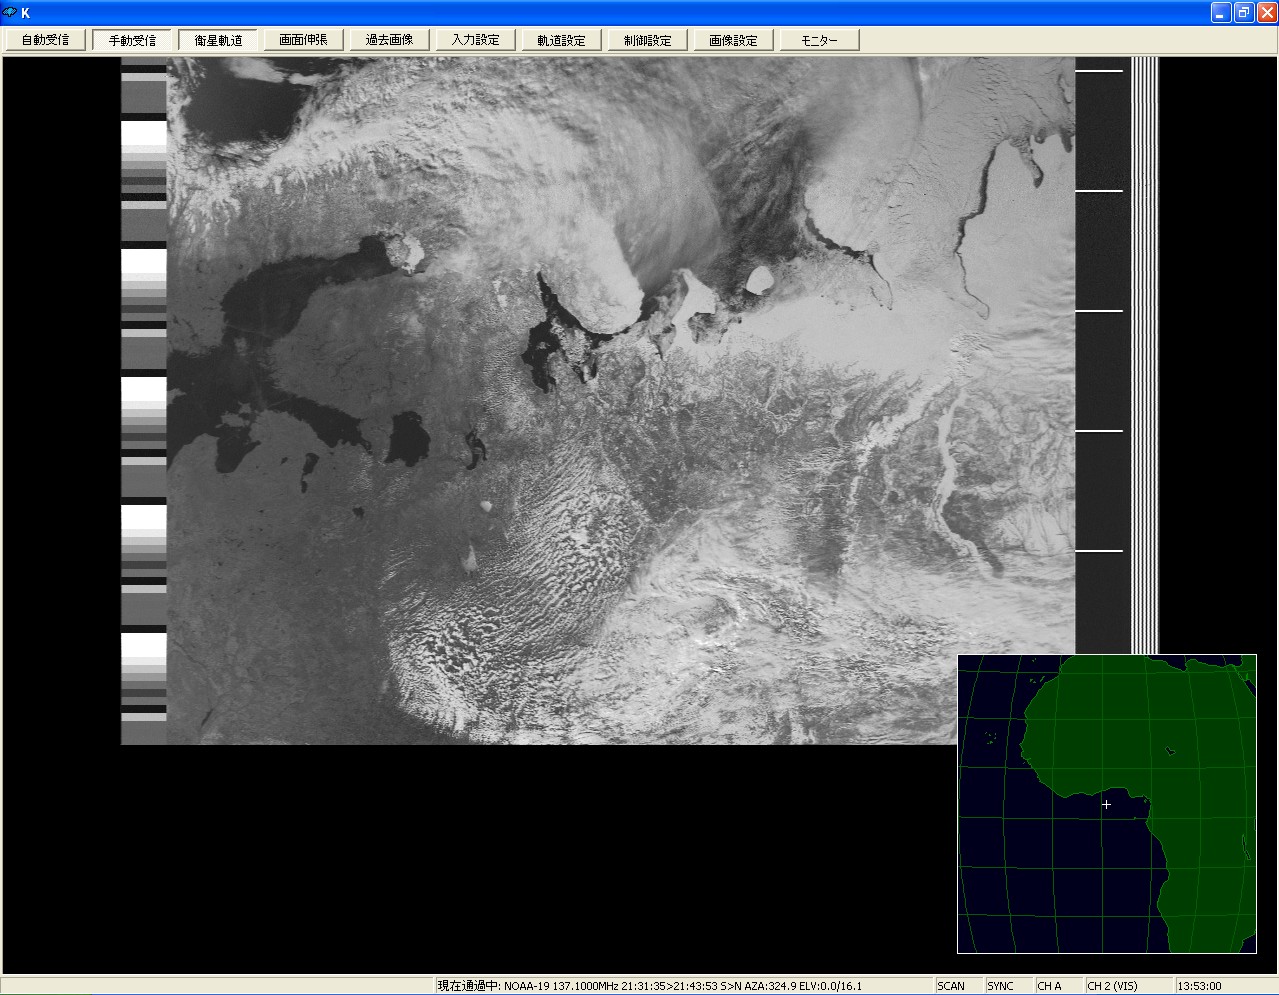 K
自動受信 手動受信 衛星軌道 画面伸張 過去画像 入力設定 軌道設定 制御設定 画像設定 モニター
現在通過中: NOAA-19 137.1000MHz 21:31:35>21:43:53 S>N AZA:324.9 ELV:0.0/16.1 SCAN SYNC CH A CH 2 (VIS) 13:53:00